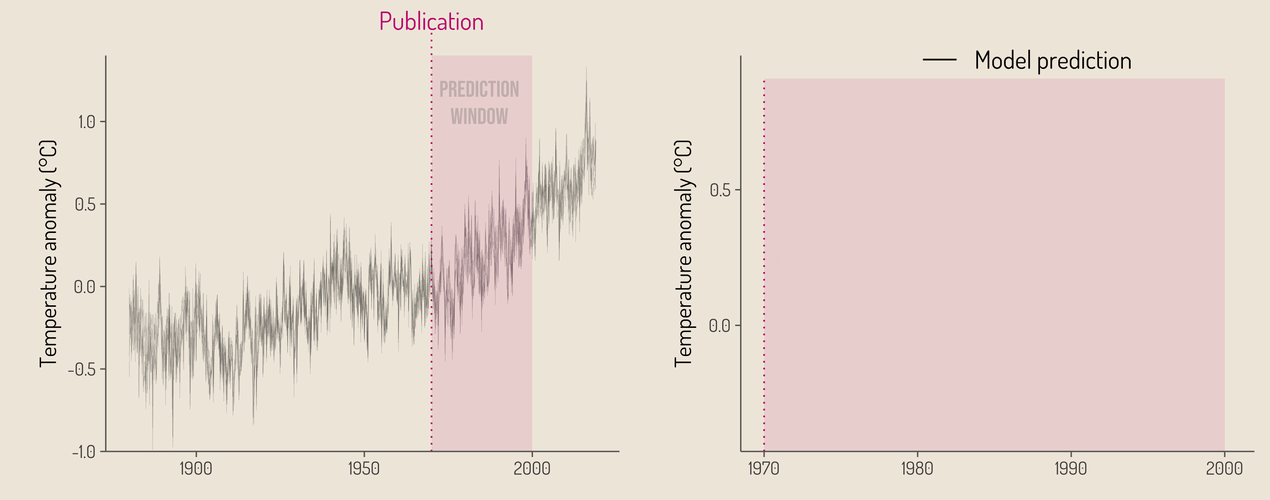 Publication
PREDICTION
WINDOW
Temperature anomaly (°C)
1.0
0.5
0.0
-0.5
-1.0
1900
1950
2000
Model prediction
Temperature anomaly (°C)
0.5
0.0
1970
1980
1990
2000